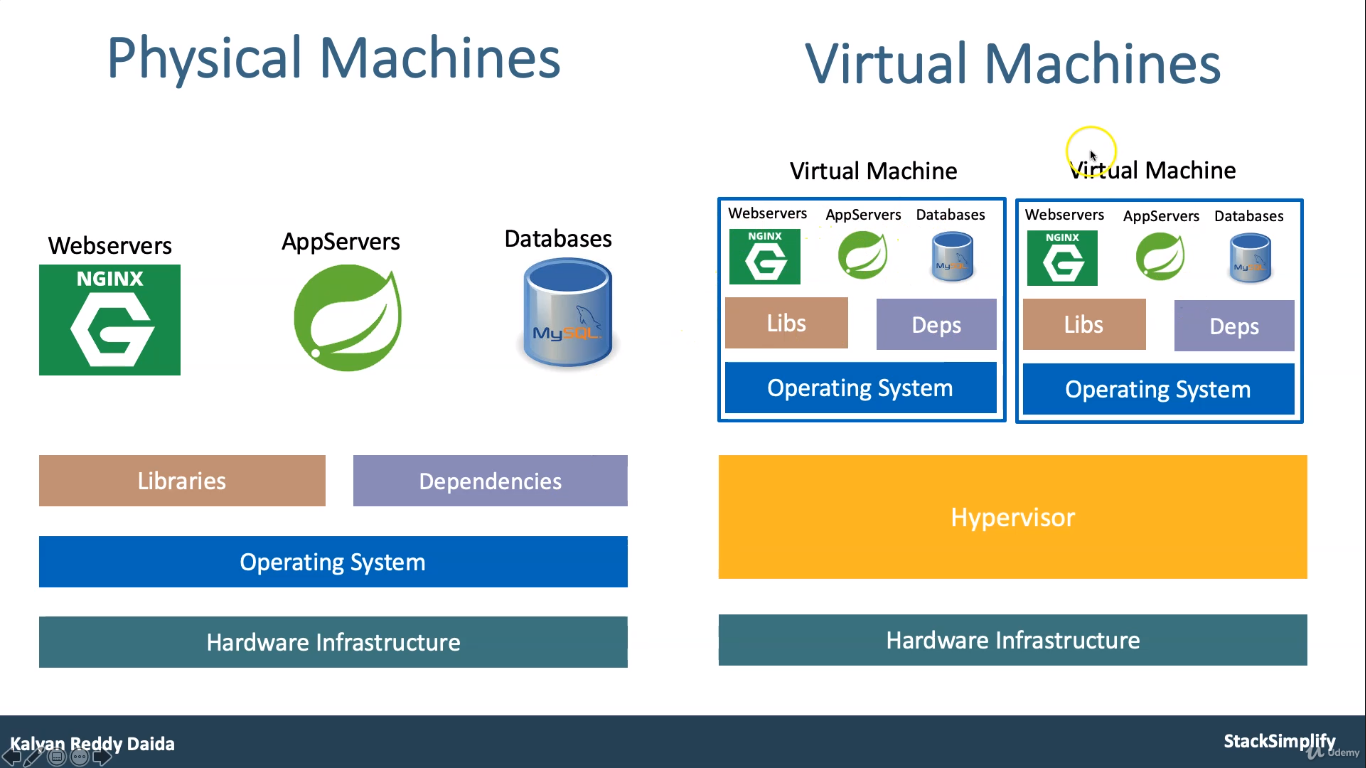 Physical Machines
Webservers
AppServers
Databases
NGINX
MySQL
Libraries
Dependencies
Operating System
Hardware Infrastructure
Virtual Machines
Virtual Machine
Webservers AppServers Databases
NGINX
MySQL
Libs
Deps
Operating System
Virtual Machine
Webservers AppServers Databases
NGINX
MySQL
Libs
Deps
Operating System
Hypervisor
Hardware Infrastructure
Kalyan Reddy Daida
StackSimplify
Udemy